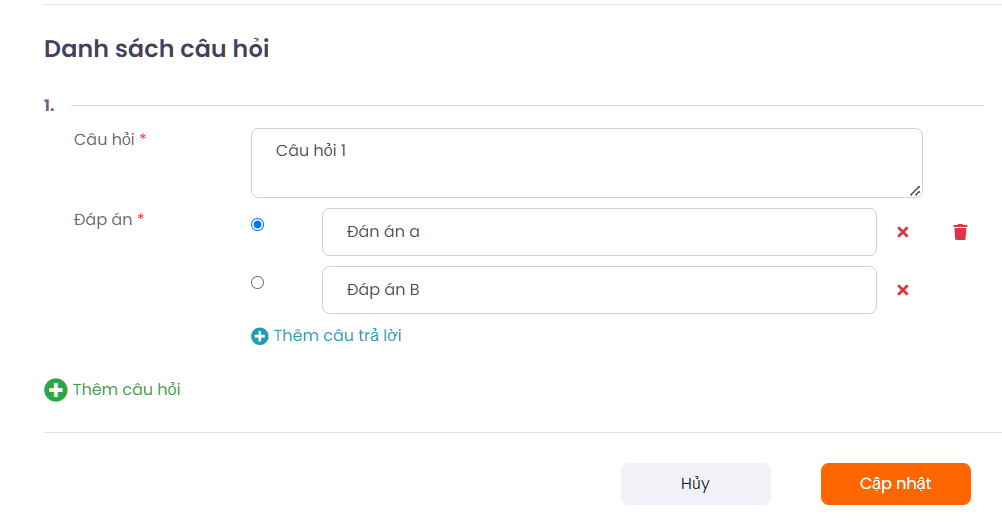 Danh sách câu hỏi
1.
Câu hỏi *
Câu hỏi 1
Đáp án *
Đán án a
Đáp án B
Thêm câu trả lời
Thêm câu hỏi
Hủy
Cập nhật